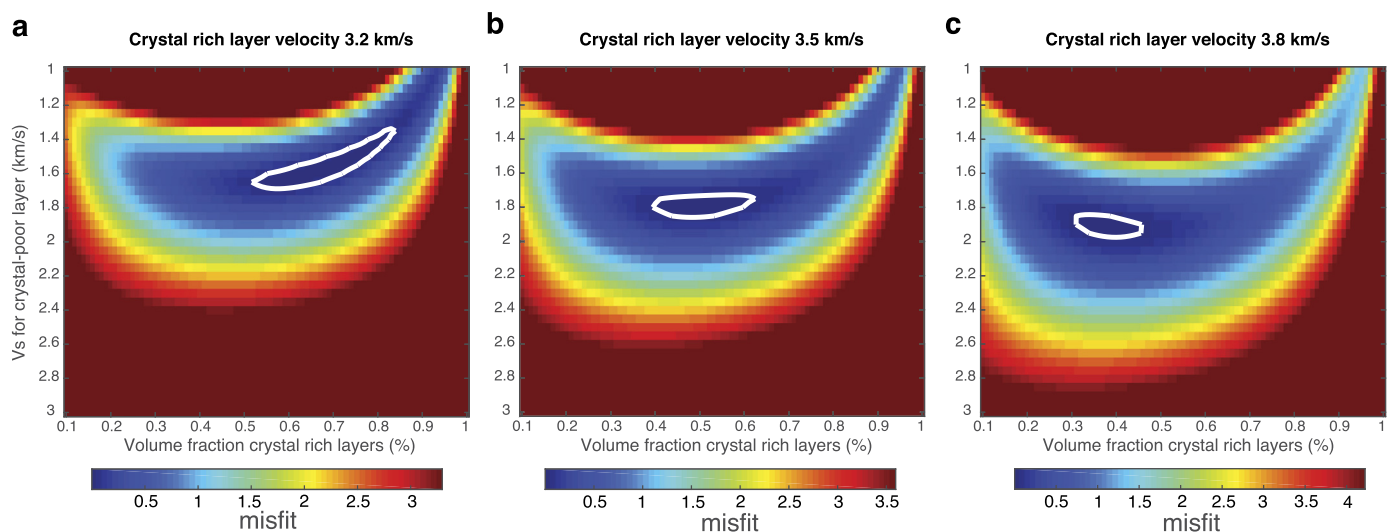 a
Crystal rich layer velocity 3.2 km/s
1
1.2
1.4
1.6
1.8
2
2.2
2.4
2.6
2.8
3
Vs for crystal-poor layer (km/s)
0.1 0.2 0.3 0.4 0.5 0.6 0.7 0.8 0.9 1
Volume fraction crystal rich layers (%)
0.5 1 1.5 2 2.5 3
misfit
b
Crystal rich layer velocity 3.5 km/s
1
1.2
1.4
1.6
1.8
2
2.2
2.4
2.6
2.8
3
0.1 0.2 0.3 0.4 0.5 0.6 0.7 0.8 0.9 1
Volume fraction crystal rich layers (%)
0.5 1 1.5 2 2.5 3 3.5
misfit
c
Crystal rich layer velocity 3.8 km/s
1
1.2
1.4
1.6
1.8
2
2.2
2.4
2.6
2.8
3
0.1 0.2 0.3 0.4 0.5 0.6 0.7 0.8 0.9 1
Volume fraction crystal rich layers (%)
0.5 1 1.5 2 2.5 3 3.5 4
misfit